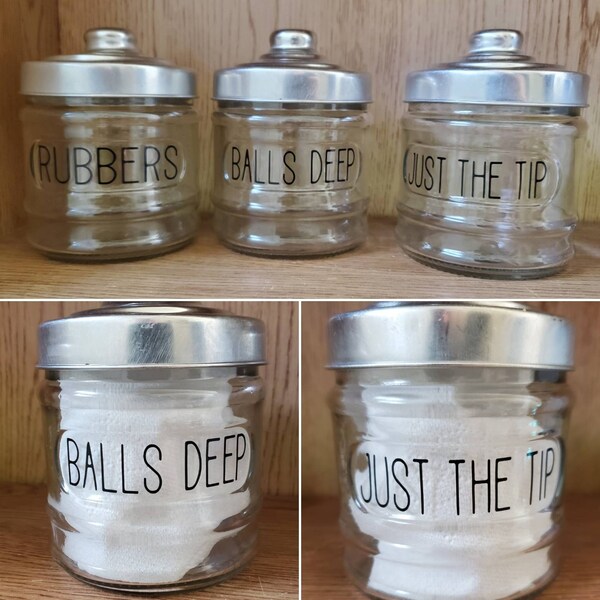 RUBBERS
BALLS DEEP
JUST THE TIP
BALLS DEEP
JUST THE TIP